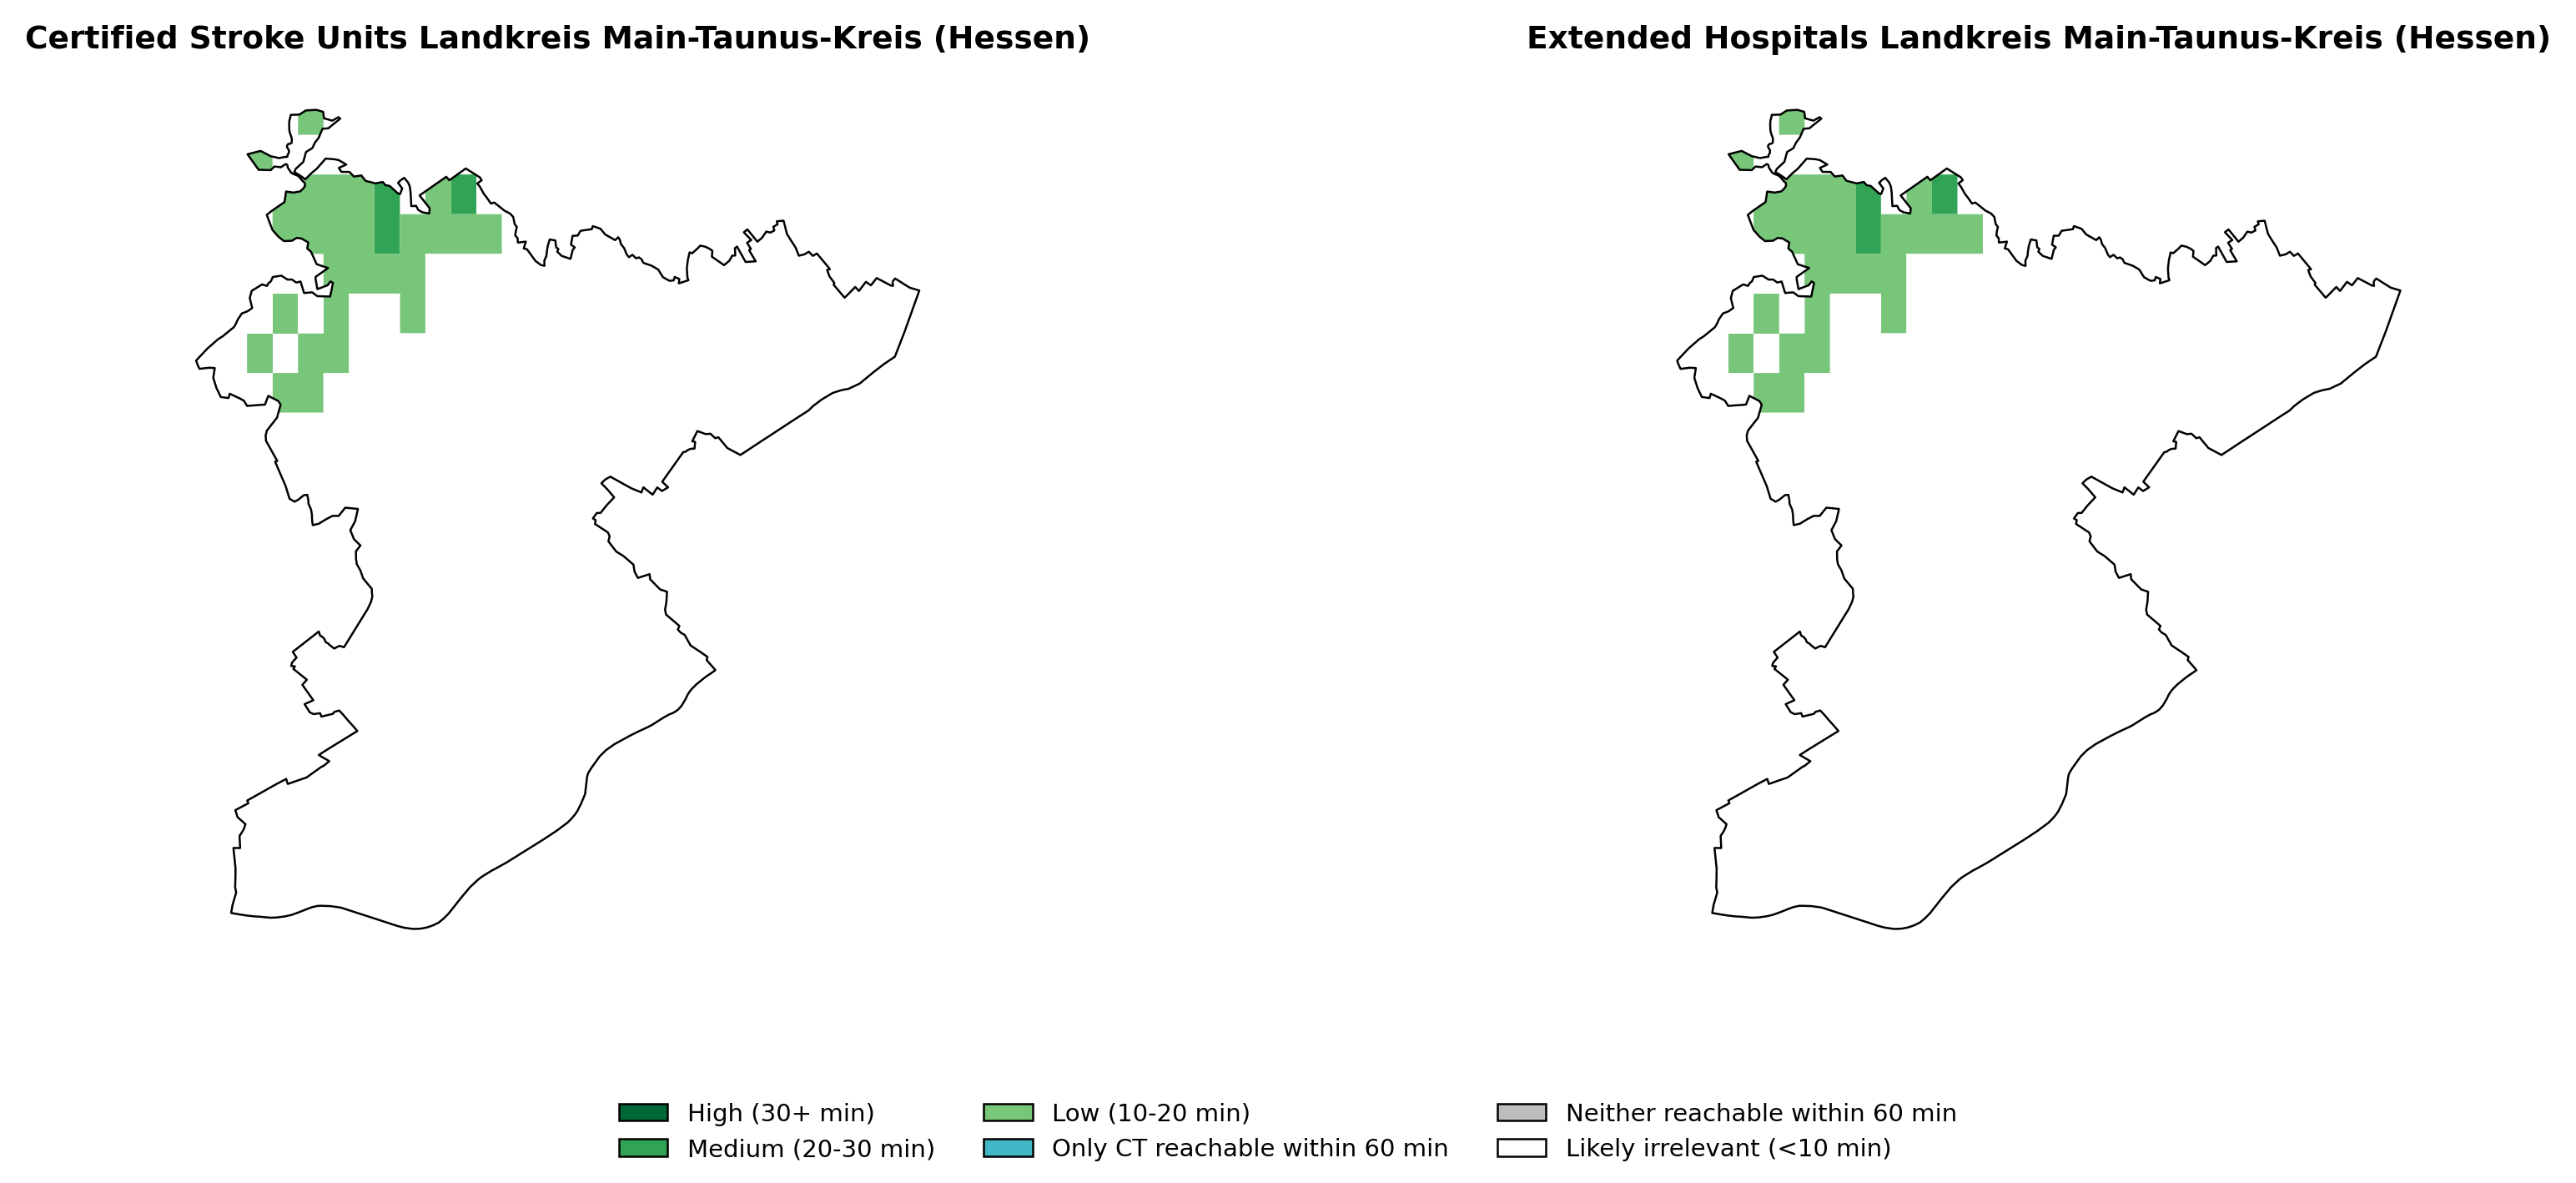 Certified Stroke Units Landkreis Main-Taunus-Kreis (Hessen)
Extended Hospitals Landkreis Main-Taunus-Kreis (Hessen)
High (30+ min)
Medium (20-30 min)
Low (10-20 min)
Only CT reachable within 60 min
Neither reachable within 60 min
Likely irrelevant (<10 min)